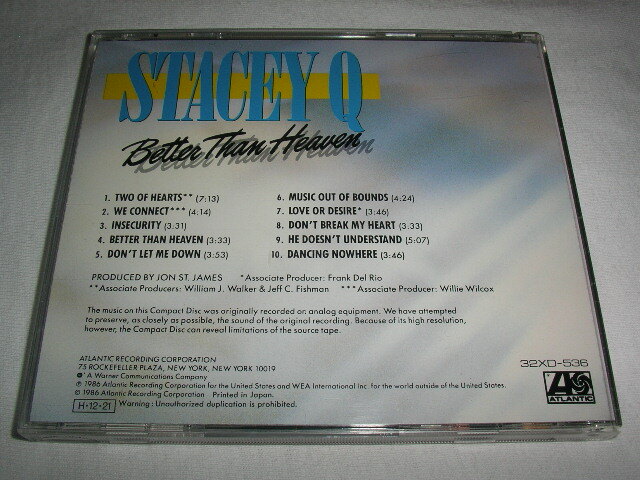 STACEY Q
Better Than Heaven
1. TWO OF HEARTS** (7:13)
2. WE CONNECT*** (4:14)
3. INSECURITY (3:31)
4. BETTER THAN HEAVEN (3:33)
5. DON'T LET ME DOWN (3:53)
6. MUSIC OUT OF BOUNDS (4:24)
7. LOVE OR DESIRE* (3:46)
8. DON'T BREAK MY HEART (3:33)
9. HE DOESN'T UNDERSTAND (5:07)
10. DANCING NOWHERE (3:46)
PRODUCED BY JON ST. JAMES *Associate Producer: Frank Del Rio
**Associate Producers: William J. Walker & Jeff C. Fishman ***Associate Producer: Willie Wilcox
The music on this Compact Disc was originally recorded on analog equipment. We have attempted
to preserve, as closely as possible, the sound of the original recording. Because of its high resolution,
however, the Compact Disc can reveal limitations of the source tape.
ATLANTIC RECORDING CORPORATION
75 ROCKEFELLER PLAZA, NEW YORK, NEW YORK 10019
A Warner Communications Company
℗ 1986 Atlantic Recording Corporation for the United States and WEA International Inc. for the world outside of the United States.
© 1986 Atlantic Recording Corporation Printed in Japan.
H・12・21 Warning: Unauthorized duplication is prohibited.
32XD-536
ATLANTIC